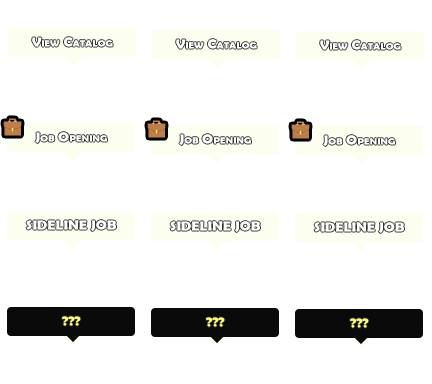 View Catalog View Catalog View Catalog
Job Opening Job Opening Job Opening
SIDELINE JOB SIDELINE JOB SIDELINE JOB
??? ??? ???